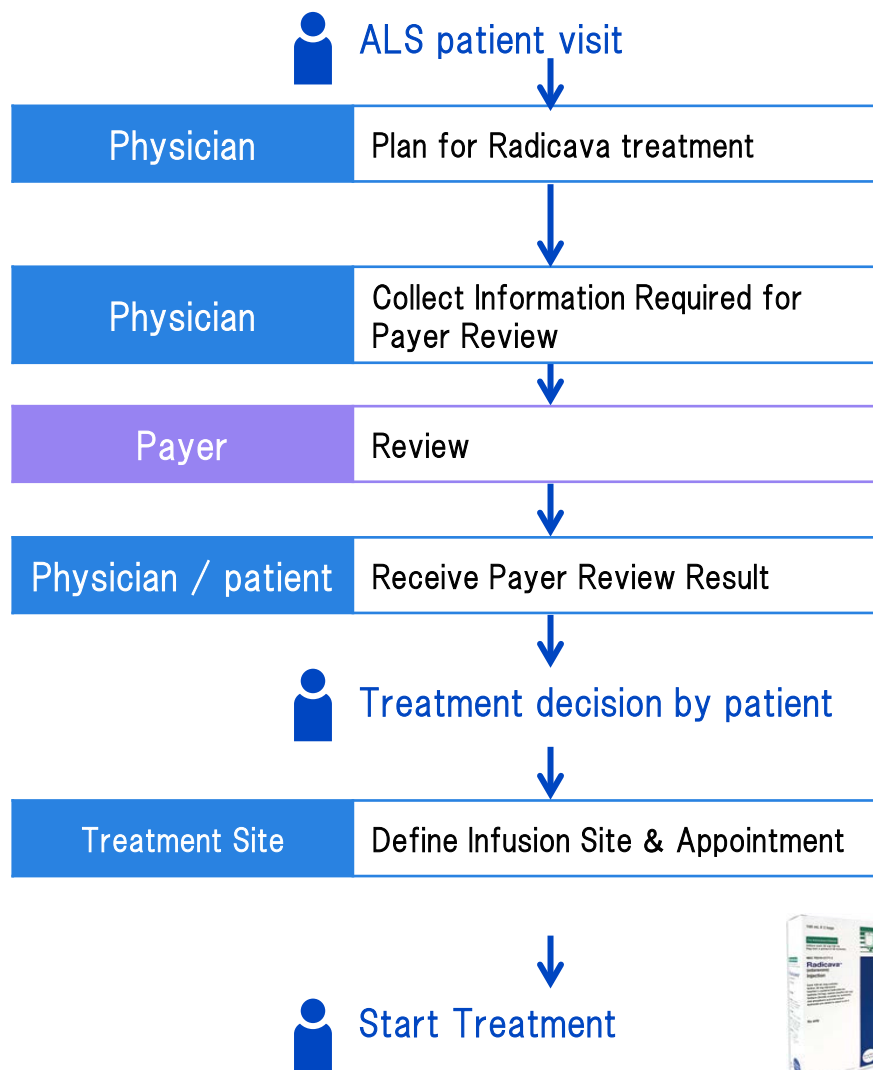 ALS patient visit
Physician
Plan for Radicava treatment
Physician
Collect Information Required for
Payer Review
Payer
Review
Physician / patient
Receive Payer Review Result
Treatment decision by patient
Treatment Site
Define Infusion Site & Appointment
Radicava
injection
Start Treatment